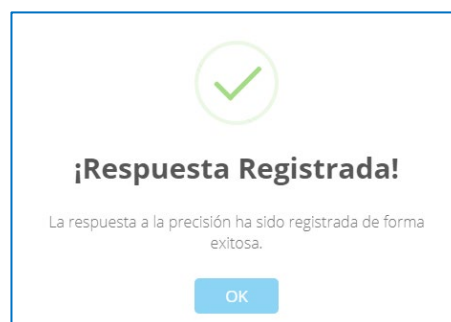 ¡Respuesta Registrada!
La respuesta a la precisión ha sido registrada de forma
exitosa.
OK